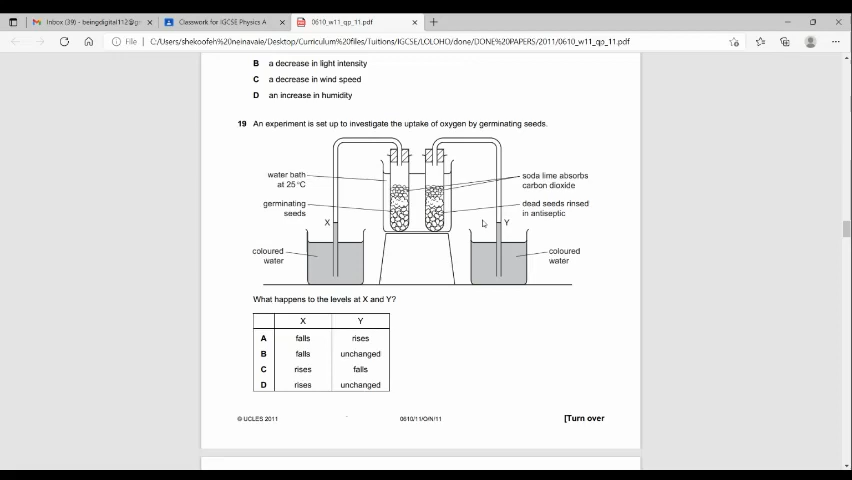 Inbox (39) - beingdigital112@gr
Classwork for IGCSE Physics A
0610_w11_qp_11.pdf
File
C:/Users/shekoofeh%20neinavaie/Desktop/Curriculum%20files/Tuitions/IGCSE/LOLOHO/done/DONE%20PAPERS/2011/0610_w11_qp_11.pdf
B a decrease in light intensity
C a decrease in wind speed
D an increase in humidity
19 An experiment is set up to investigate the uptake of oxygen by germinating seeds.
water bath
at 25 °C
soda lime absorbs
carbon dioxide
germinating
seeds
dead seeds rinsed
in antiseptic
X
Y
coloured
water
coloured
water
What happens to the levels at X and Y?
X Y
A falls rises
B falls unchanged
C rises falls
D rises unchanged
© UCLES 2011
0610/11/O/N/11
[Turn over